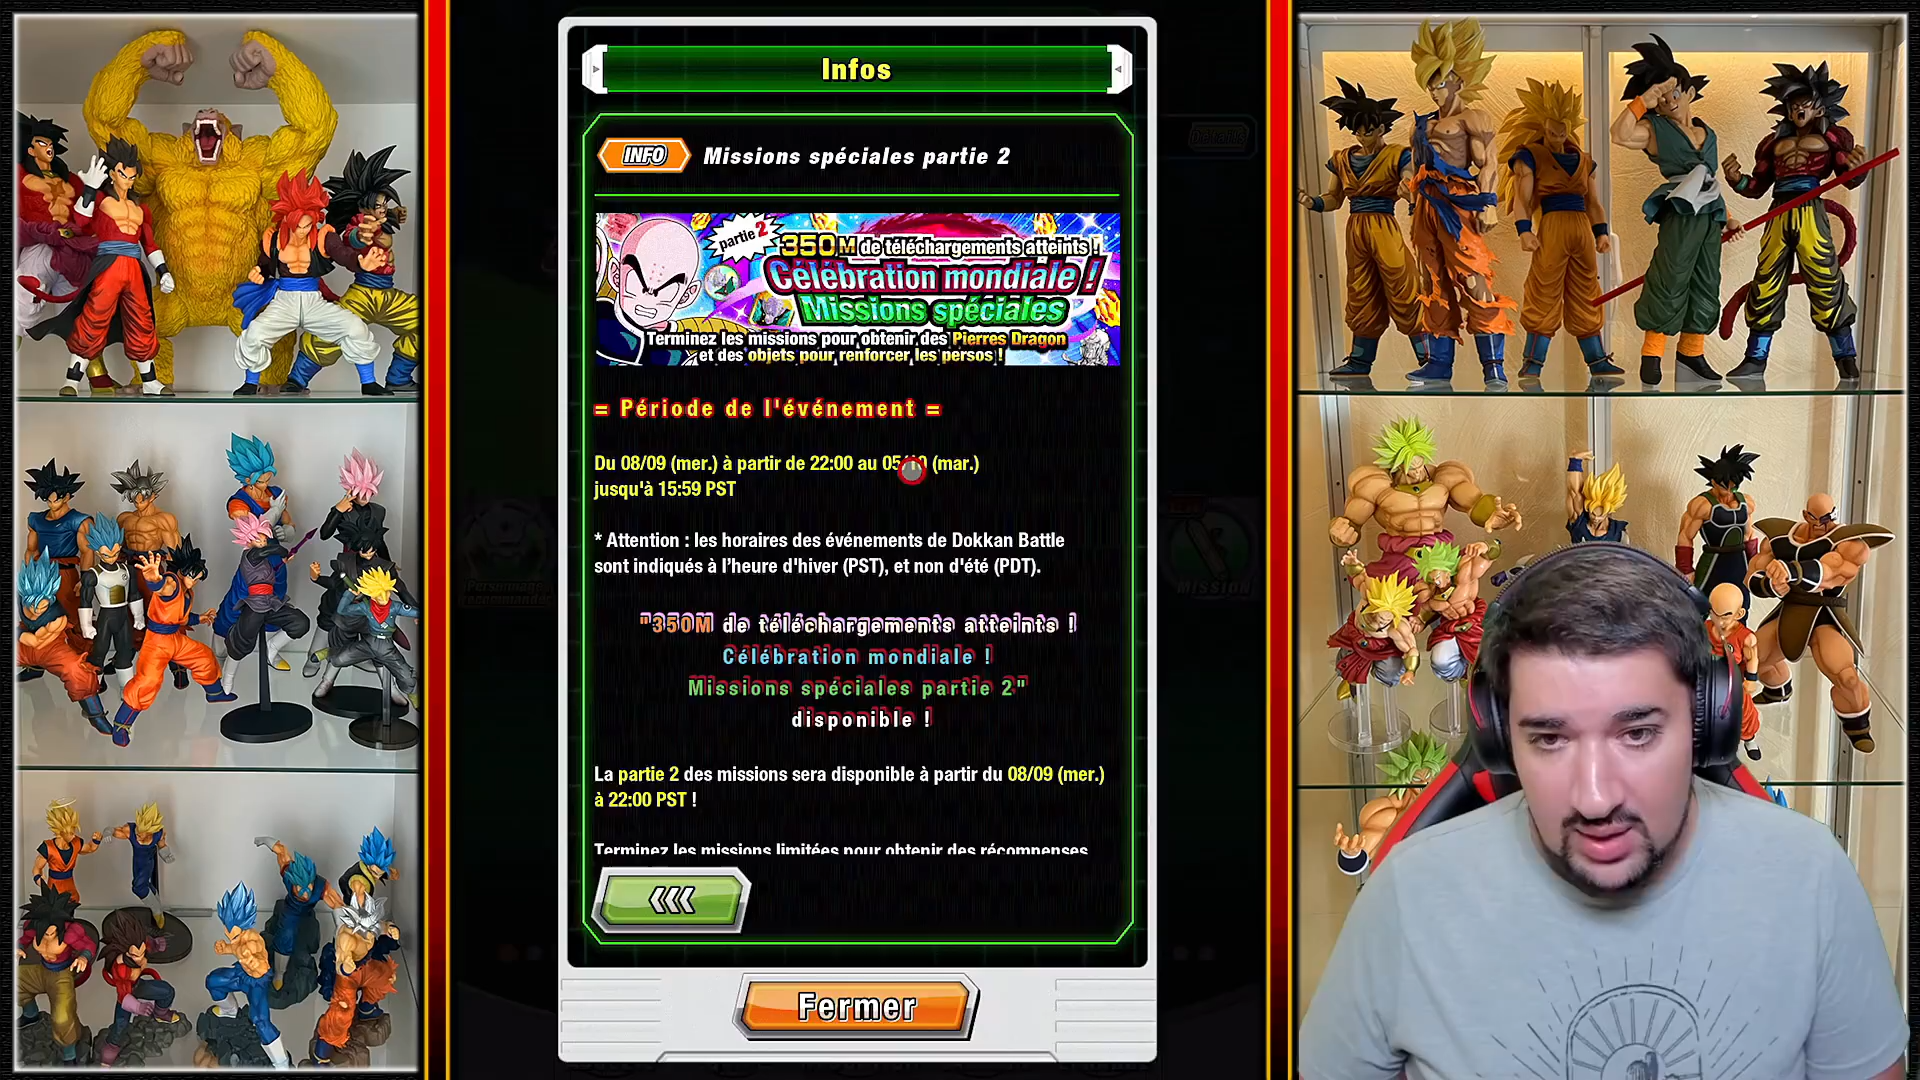 Infos
INFO
Missions spéciales partie 2
partie 2
350M de téléchargements atteints !
Célébration mondiale !
Missions spéciales
Terminez les missions pour obtenir des Pierres Dragon
et des objets pour renforcer les persos !
= Période de l'événement =
Du 08/09 (mer.) à partir de 22:00 au 05/10 (mar.)
jusqu'à 15:59 PST
* Attention : les horaires des événements de Dokkan Battle
sont indiqués à l'heure d'hiver (PST), et non d'été (PDT).
"350M de téléchargements atteints !
Célébration mondiale !
Missions spéciales partie 2"
disponible !
La partie 2 des missions sera disponible à partir du 08/09 (mer.)
à 22:00 PST !
Terminez les missions limitées pour obtenir des récompenses
Fermer
Personnage
recommander
MISSION